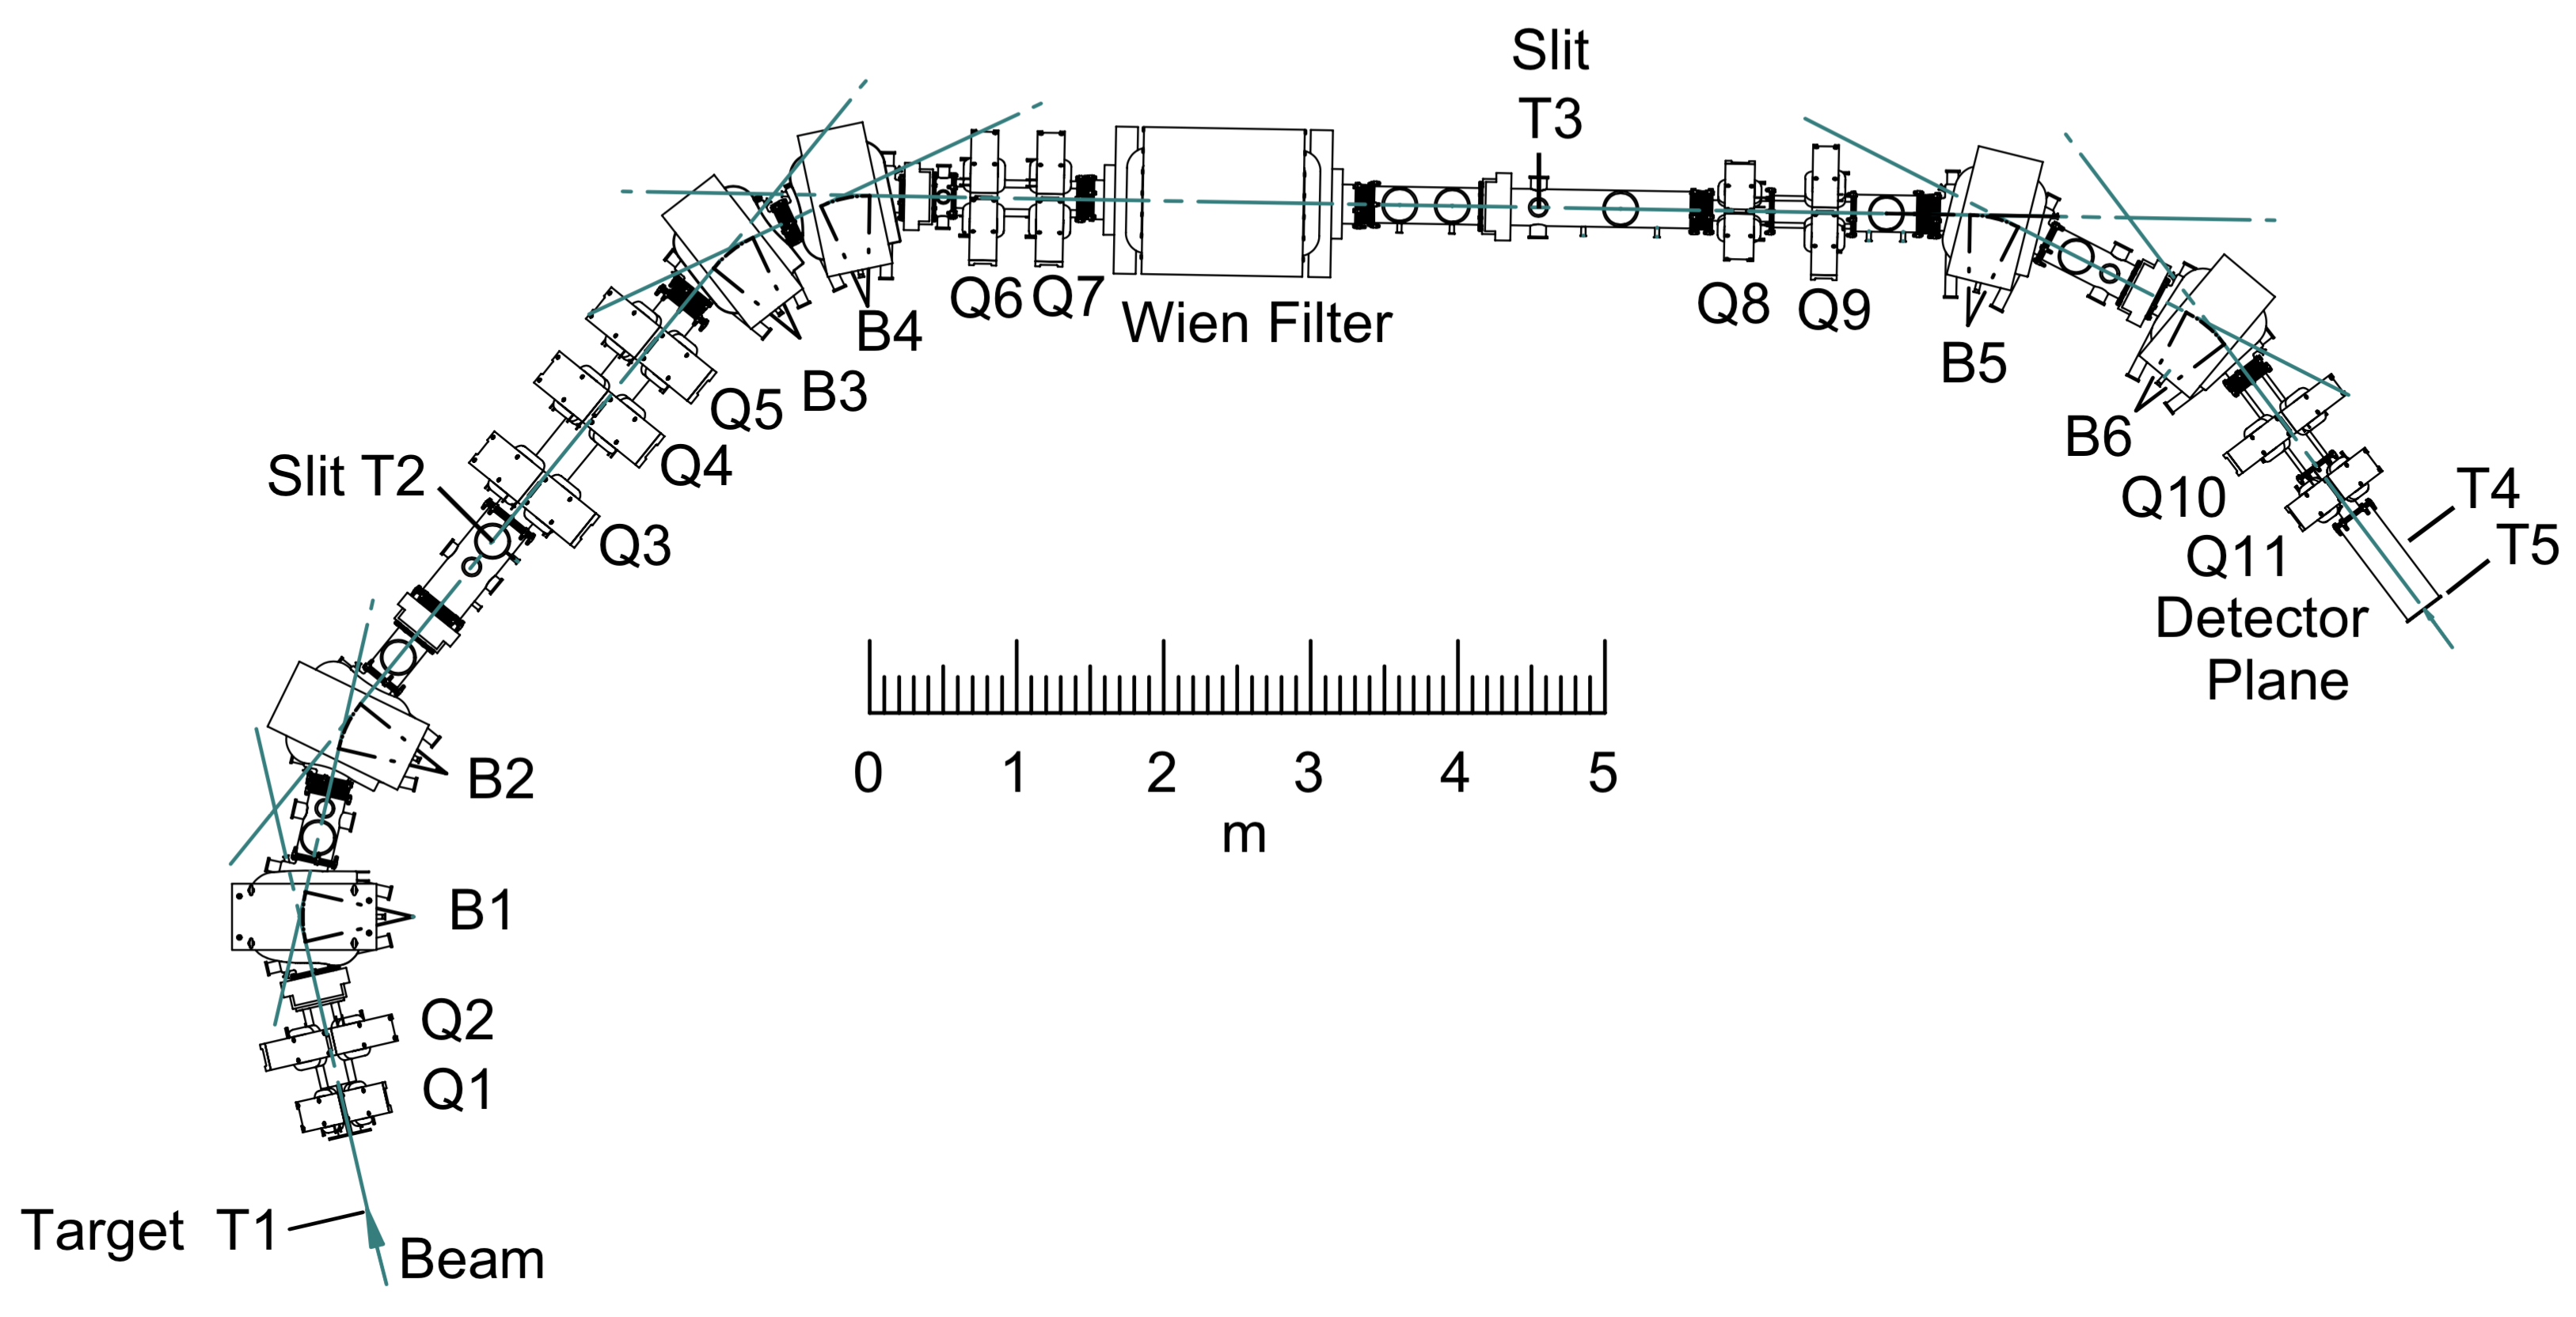 Slit
T3
Q6 Q7
Wien Filter
B4
Q8 Q9
B5
B3
Q5
Q4
Slit T2
Q3
B6
Q10
Q11
T4
T5
Detector
Plane
B2
0 1 2 3 4 5
m
B1
Q2
Q1
Target T1
Beam